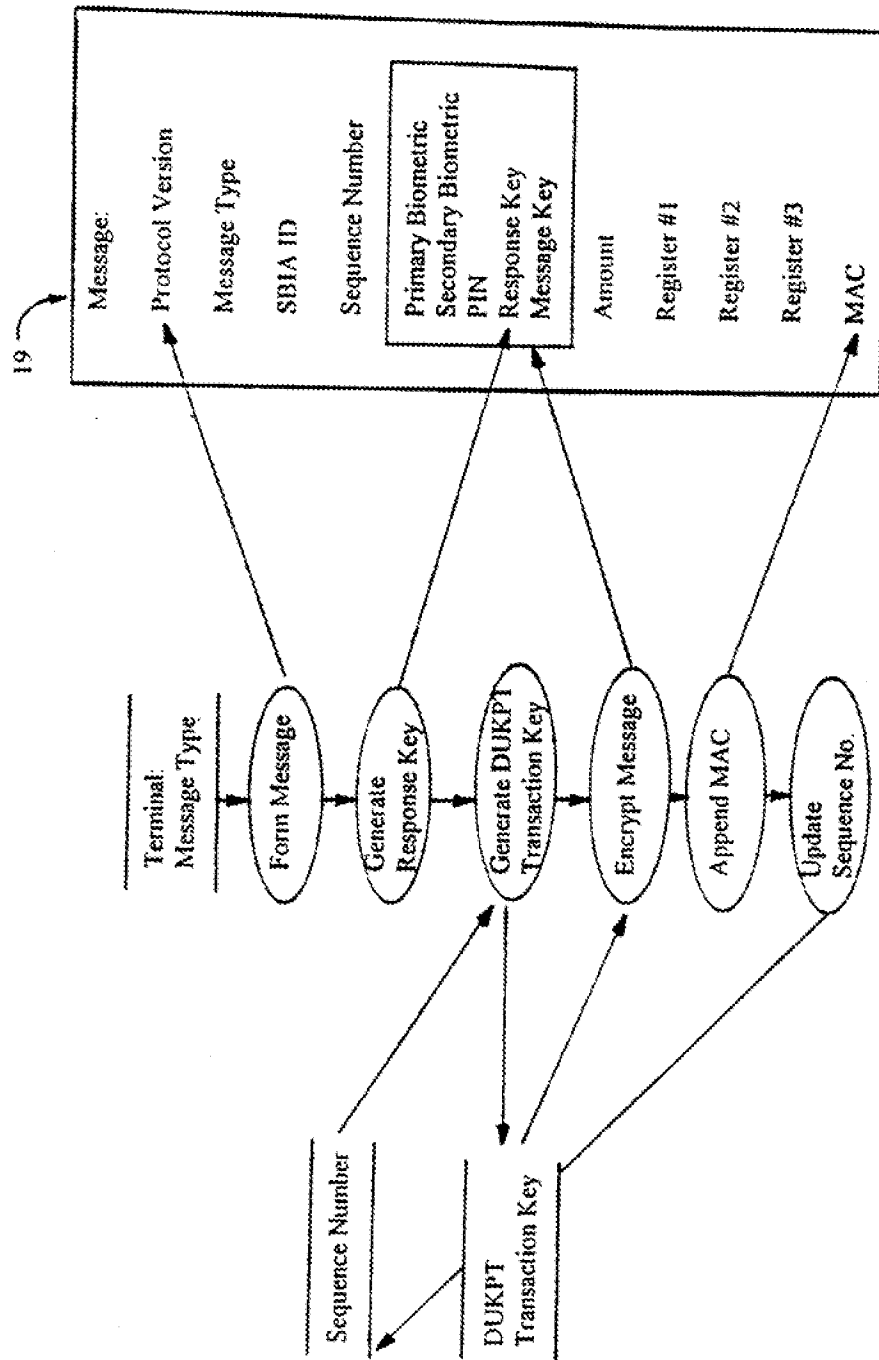 19
Message:
Protocol Version
Message Type
SBIA ID
Sequence Number
Primary Biometric
Secondary Biometric
PIN
Response Key
Message Key
Amount
Register #1
Register #2
Register #3
MAC
Terminal:
Message Type
Form Message
Generate
Response Key
Generate DUKPT
Transaction Key
Encrypt Message
Append MAC
Update
Sequence No.
Sequence Number
DUKPT
Transaction Key